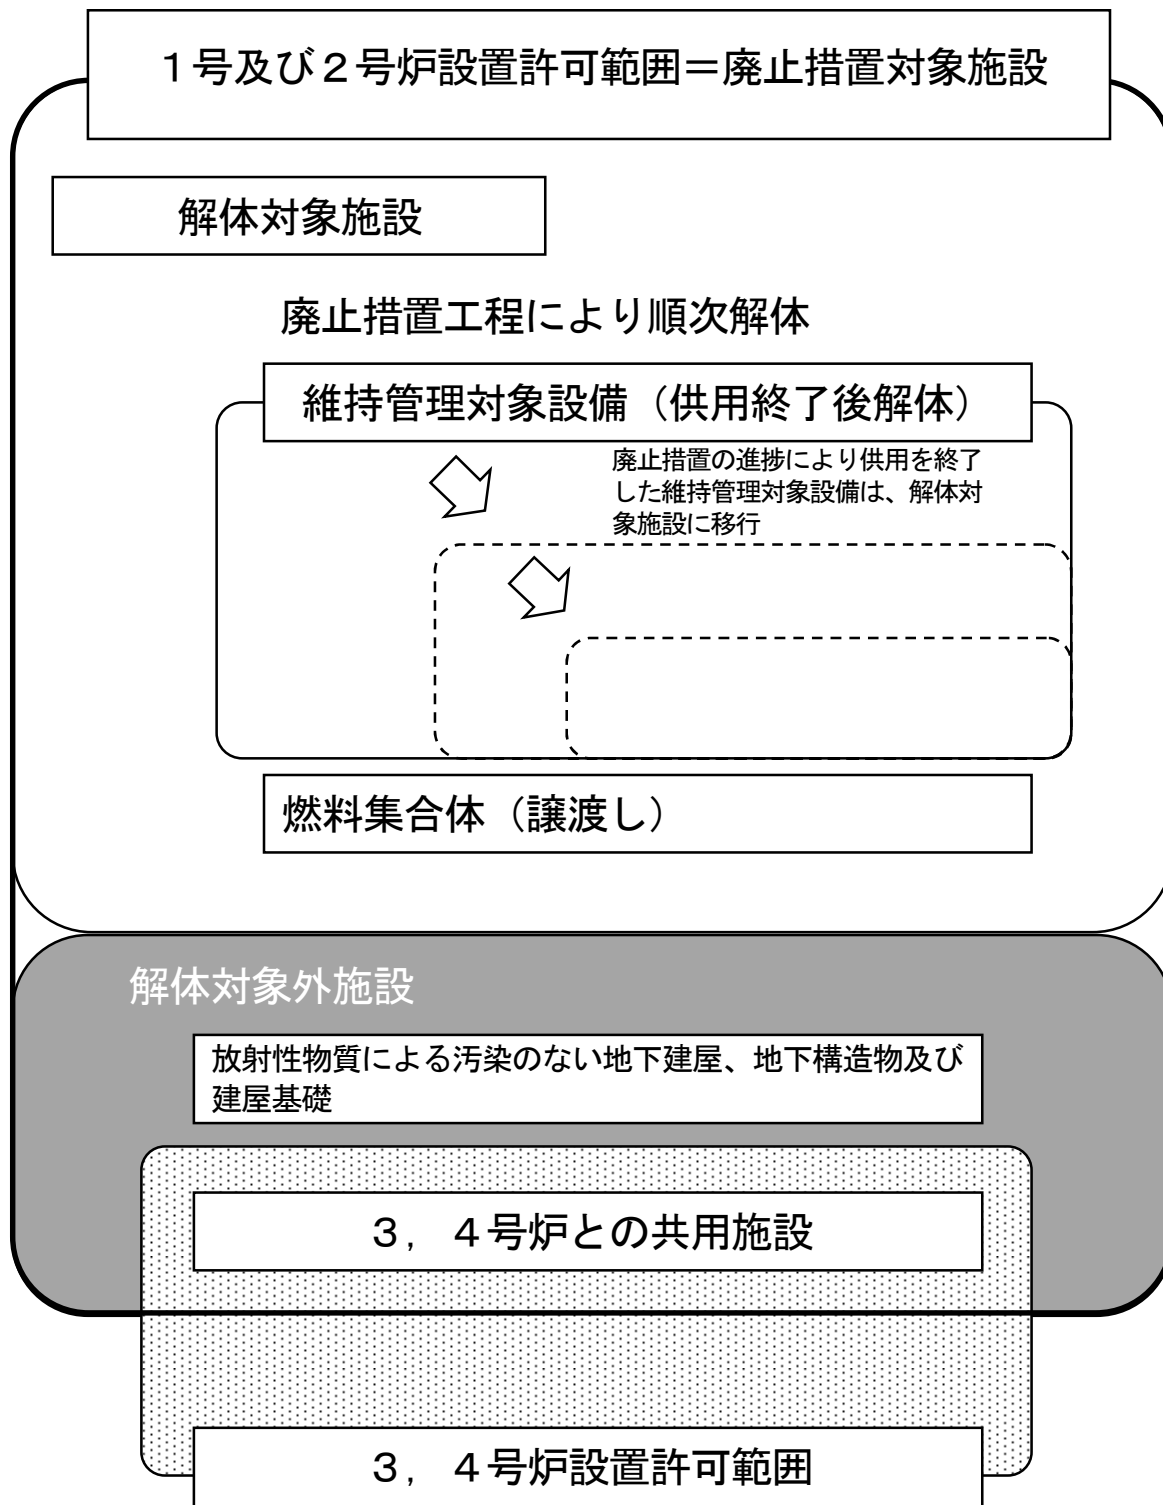 １号及び２号炉設置許可範囲＝廃止措置対象施設
解体対象施設
廃止措置工程により順次解体
維持管理対象設備（供用終了後解体）
廃止措置の進捗により供用を終了
した維持管理対象設備は、解体対
象施設に移行
燃料集合体（譲渡し）
解体対象外施設
放射性物質による汚染のない地下建屋、地下構造物及び
建屋基礎
３，４号炉との共用施設
３，４号炉設置許可範囲